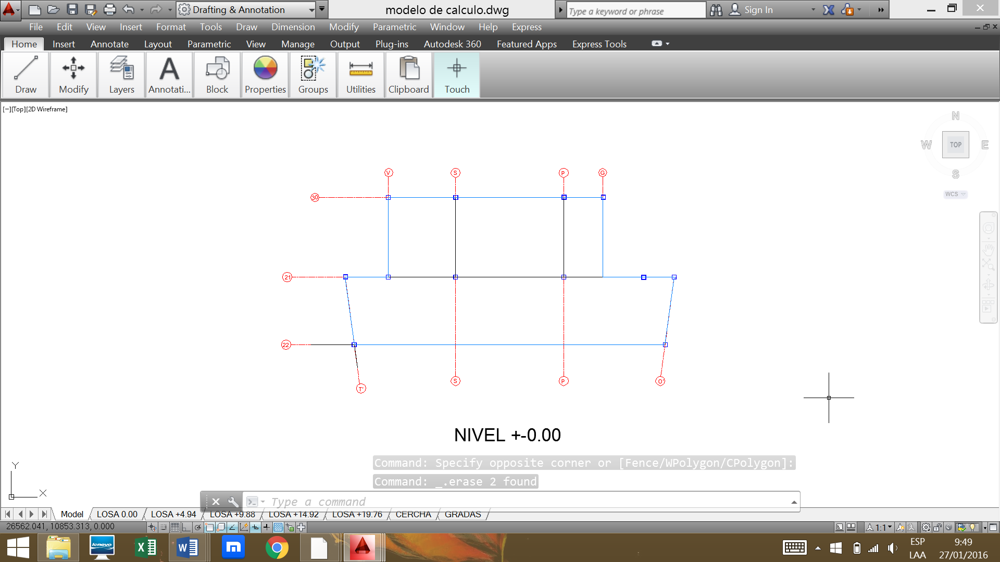 Drafting & Annotation
modelo de calculo.dwg
Type a keyword or phrase
Sign In
File Edit View Insert Format Tools Draw Dimension Modify Parametric Window Help Express
Home Insert Annotate Layout Parametric View Manage Output Plug-ins Autodesk 360 Featured Apps Express Tools
Draw Modify Layers Annotati... Block Properties Groups Utilities Clipboard Touch
[−][Top][2D Wireframe]
N
W TOP E
S
WCS
V S P G
30
21
22
T' S P O'
NIVEL +-0.00
Command: Specify opposite corner or [Fence/WPolygon/CPolygon]:
Command: _.erase 2 found
Y
X
Type a command
Model LOSA 0.00 LOSA +4.94 LOSA +9.88 LOSA +14.92 LOSA +19.76 CERCHA GRADAS
26562.041, 10853.313, 0.000
1:1
lenovo
ESP
LAA
9:49
27/01/2016